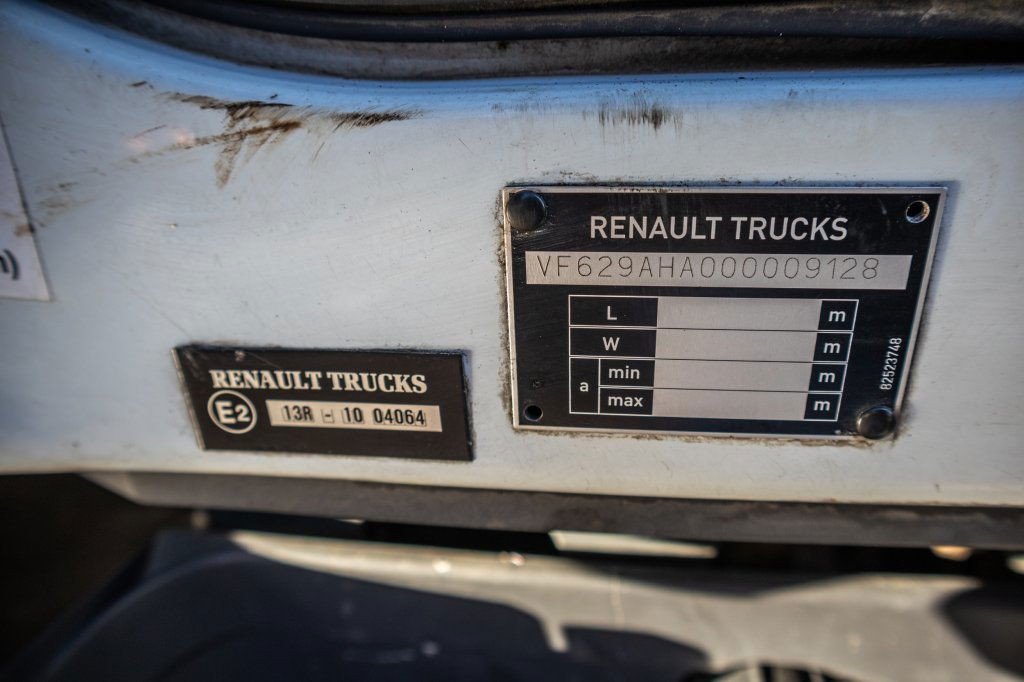 )
RENAULT TRUCKS
VF629AHA000009128
L m
W m
a min m
max m
82523748
RENAULT TRUCKS
E2 13R - 10 04064